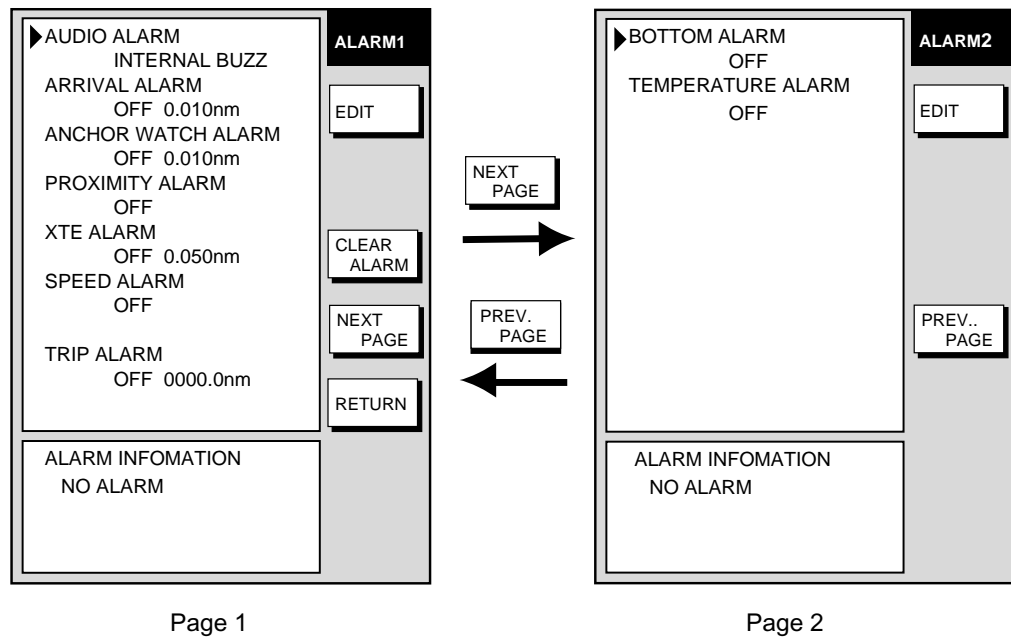 AUDIO ALARM
INTERNAL BUZZ
ARRIVAL ALARM
OFF 0.010nm
ANCHOR WATCH ALARM
OFF 0.010nm
PROXIMITY ALARM
OFF
XTE ALARM
OFF 0.050nm
SPEED ALARM
OFF
TRIP ALARM
OFF 0000.0nm
ALARM1
EDIT
CLEAR
ALARM
NEXT
PAGE
RETURN
ALARM INFOMATION
NO ALARM
Page 1
NEXT
PAGE
PREV.
PAGE
BOTTOM ALARM
OFF
TEMPERATURE ALARM
OFF
ALARM2
EDIT
PREV..
PAGE
ALARM INFOMATION
NO ALARM
Page 2